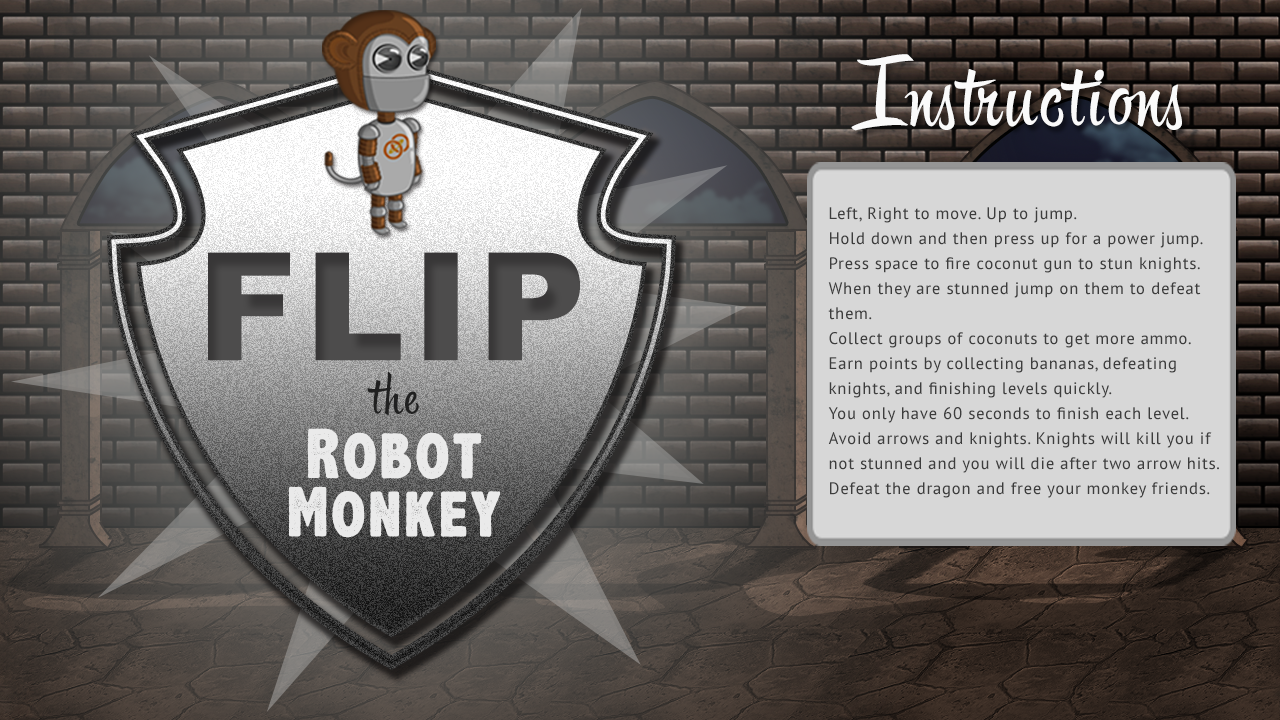 FLIP
the
ROBOT
MONKEY
Instructions
Left, Right to move. Up to jump.
Hold down and then press up for a power jump.
Press space to fire coconut gun to stun knights.
When they are stunned jump on them to defeat
them.
Collect groups of coconuts to get more ammo.
Earn points by collecting bananas, defeating
knights, and finishing levels quickly.
You only have 60 seconds to finish each level.
Avoid arrows and knights. Knights will kill you if
not stunned and you will die after two arrow hits.
Defeat the dragon and free your monkey friends.